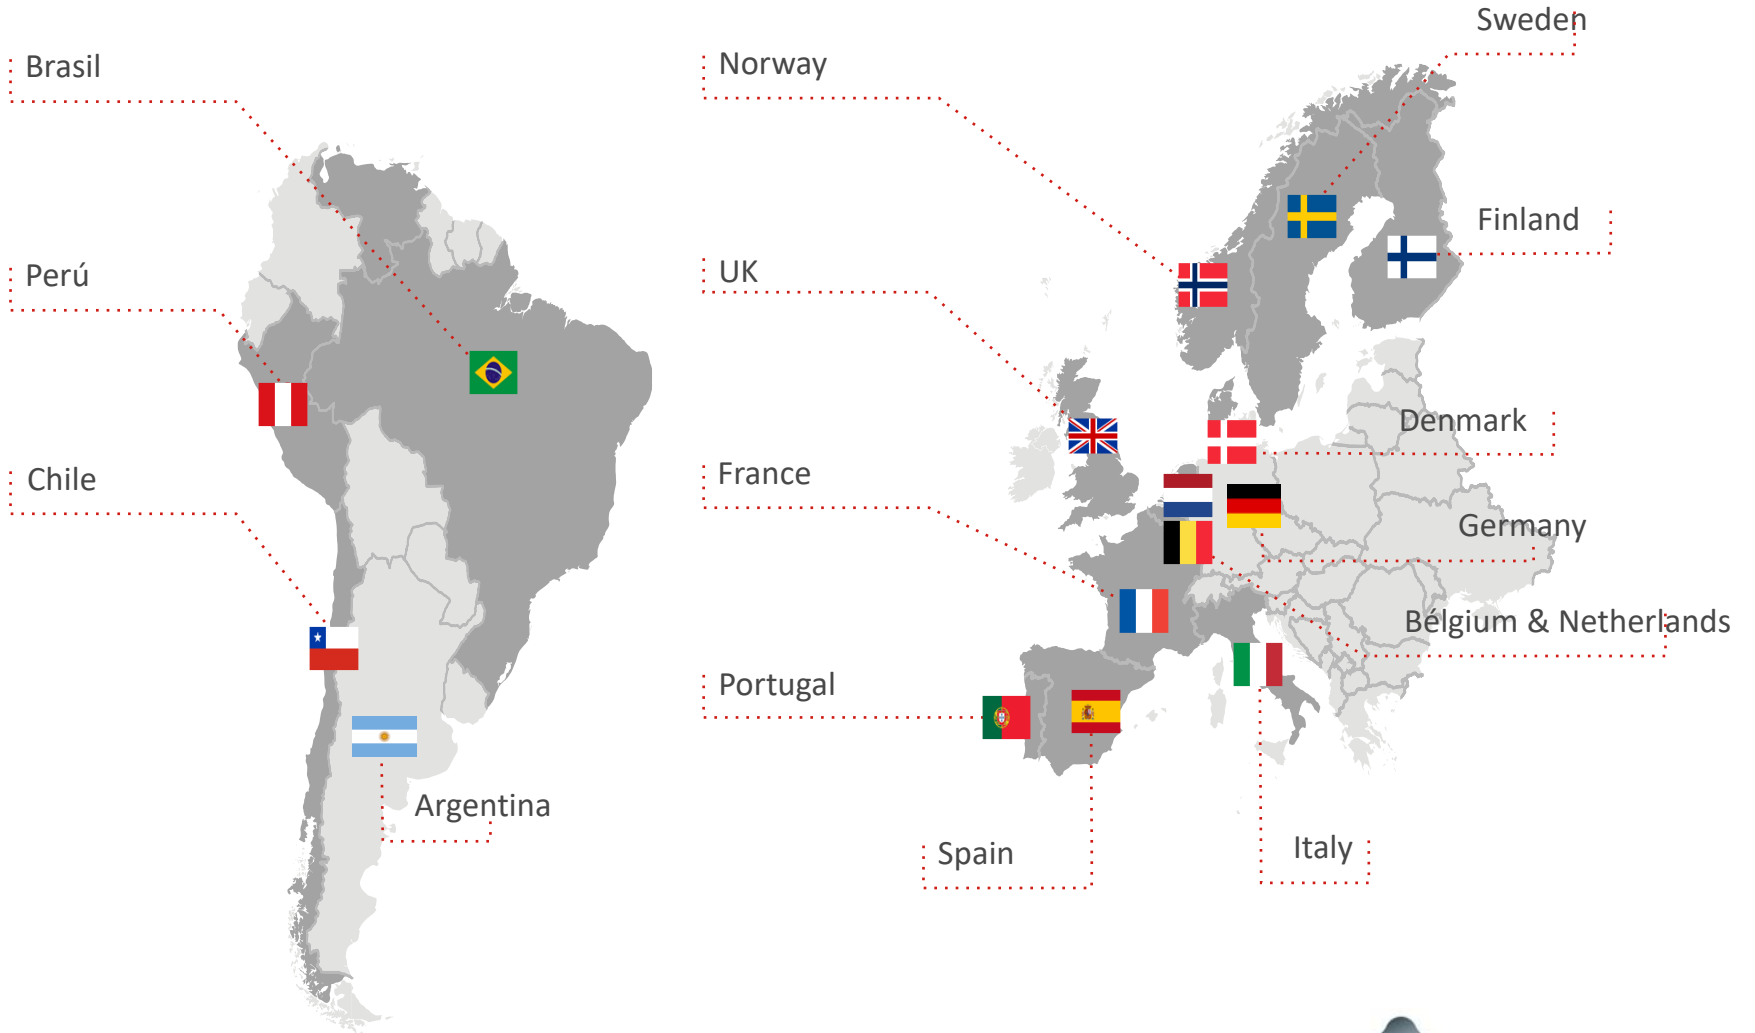 Brasil
Perú
Chile
Argentina
Norway
UK
France
Portugal
Spain
Sweden
Finland
Denmark
Germany
Bélgium & Netherlands
Italy